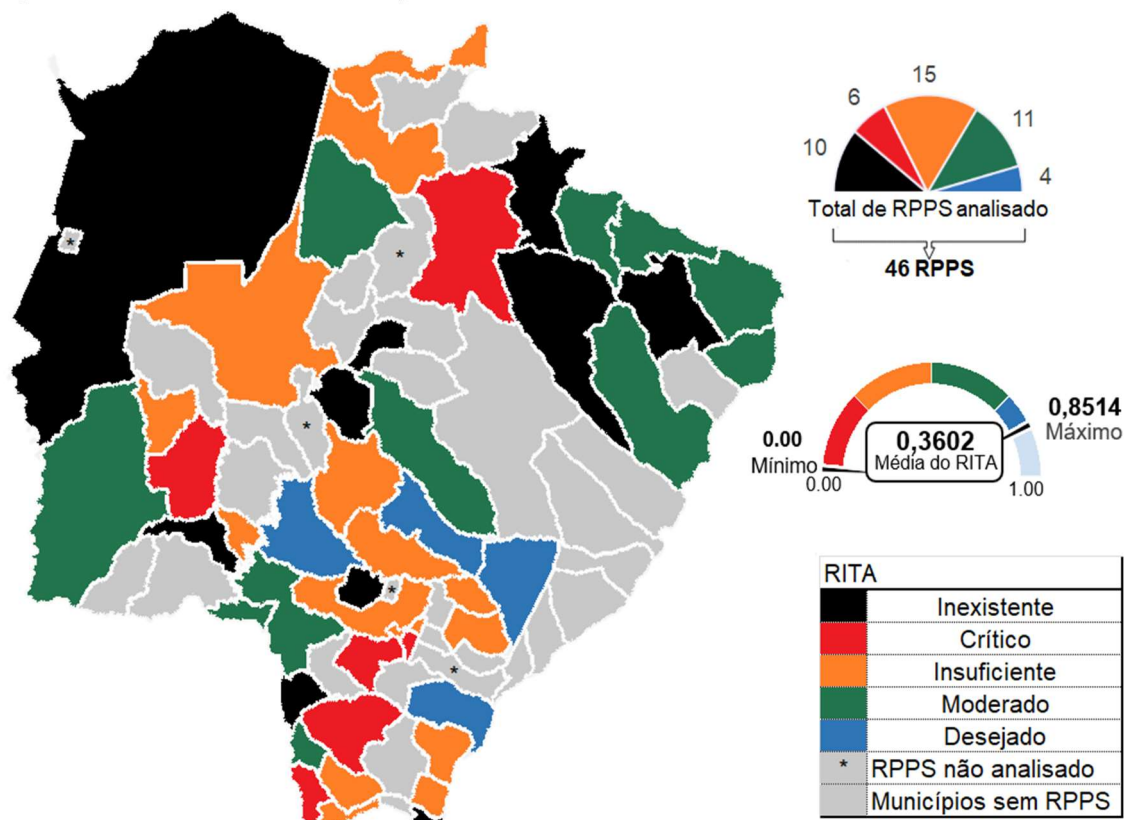 15
6
11
10
4
Total de RPPS analisado
46 RPPS
0,8514
Máximo
0.00
Mínimo
0,3602
Média do RITA
0.00
1.00
RITA
Inexistente
Crítico
Insuficiente
Moderado
Desejado
* RPPS não analisado
Municípios sem RPPS
*
*
*
*
*